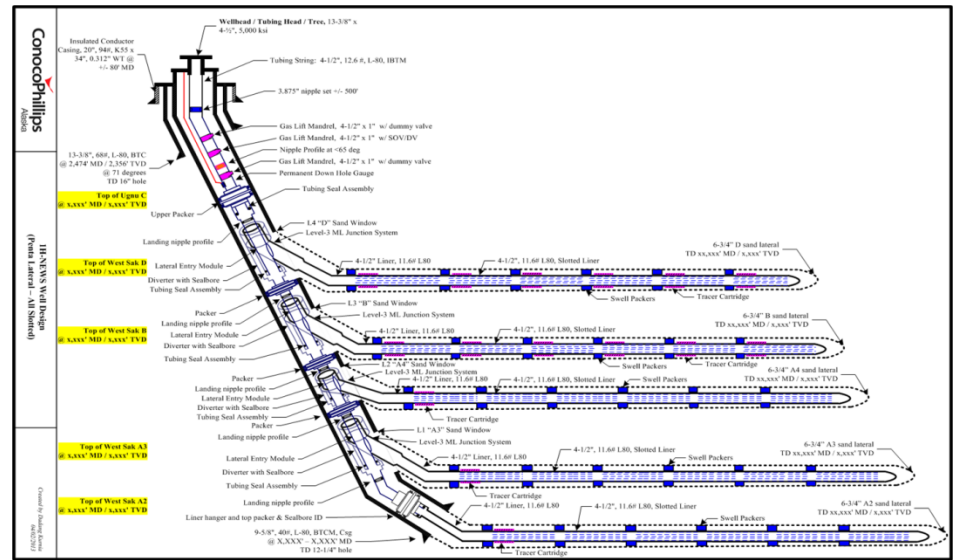 ConocoPhillips
Alaska
1H-NEWS Well Design
(Penta Lateral – All Slotted)
Wellhead / Tubing Head / Tree, 13-3/8" x
4-½", 5,000 ksi
Insulated Conductor
Casing, 20", 94#, K55 x
34", 0.312" WT @
+/- 80' MD
Tubing String: 4-1/2", 12.6 #, L-80, IBTM
3.875" nipple set +/- 500'
Gas Lift Mandrel, 4-1/2" x 1" w/ dummy valve
Gas Lift Mandrel, 4-1/2" x 1" w/ SOV/DV
Nipple Profile at <65 deg
Gas Lift Mandrel, 4-1/2" x 1" w/ dummy valve
Permanent Down Hole Gauge
Tubing Seal Assembly
13-3/8", 68#, L-80, BTC
@ 2,474' MD / 2,356' TVD
@ 71 degrees
TD 16" hole
Top of Ugnu C
@ x,xxx' MD / x,xxx' TVD
Upper Packer
L4 "D" Sand Window
Level-3 ML Junction System
Landing nipple profile
6-3/4" D sand lateral
TD xx,xxx' MD / x,xxx' TVD
4-1/2" Liner, 11.6# L80
4-1/2", 11.6# L80, Slotted Liner
Top of West Sak D
@ x,xxx' MD / x,xxx' TVD
Lateral Entry Module
Diverter with Sealbore
Tubing Seal Assembly
Swell Packers
Tracer Cartridge
L3 "B" Sand Window
Level-3 ML Junction System
Packer
Landing nipple profile
6-3/4" B sand lateral
TD xx,xxx' MD / x,xxx' TVD
4-1/2" Liner, 11.6# L80
4-1/2", 11.6# L80, Slotted Liner
Top of West Sak B
@ x,xxx' MD / x,xxx' TVD
Lateral Entry Module
Diverter with Sealbore
Tubing Seal Assembly
Swell Packers
Tracer Cartridge
L2 "A4" Sand Window
Level-3 ML Junction System
Packer
Landing nipple profile
6-3/4" A4 sand lateral
TD xx,xxx' MD / x,xxx' TVD
4-1/2" Liner, 11.6# L80
4-1/2", 11.6# L80, Slotted Liner
Swell Packers
Lateral Entry Module
Diverter with Sealbore
Tubing Seal Assembly
Packer
Tracer Cartridge
L1 "A3" Sand Window
Level-3 ML Junction System
Landing nipple profile
6-3/4" A3 sand lateral
TD xx,xxx' MD / x,xxx' TVD
4-1/2" Liner, 11.6# L80
4-1/2", 11.6# L80, Slotted Liner
Swell Packers
Top of West Sak A3
@ x,xxx' MD / x,xxx' TVD
Lateral Entry Module
Diverter with Sealbore
Tubing Seal Assembly
Tracer Cartridge
Landing nipple profile
6-3/4" A2 sand lateral
TD xx,xxx' MD / x,xxx' TVD
4-1/2" Liner, 11.6# L80
4-1/2", 11.6# L80, Slotted Liner
Swell Packers
Top of West Sak A2
@ x,xxx' MD / x,xxx' TVD
Liner hanger and top packer & Sealbore ID
9-5/8", 40#, L-80, BTCM, Csg
@ X,XXX' – X,XXX' MD
TD 12-1/4" hole
Tracer Cartridge